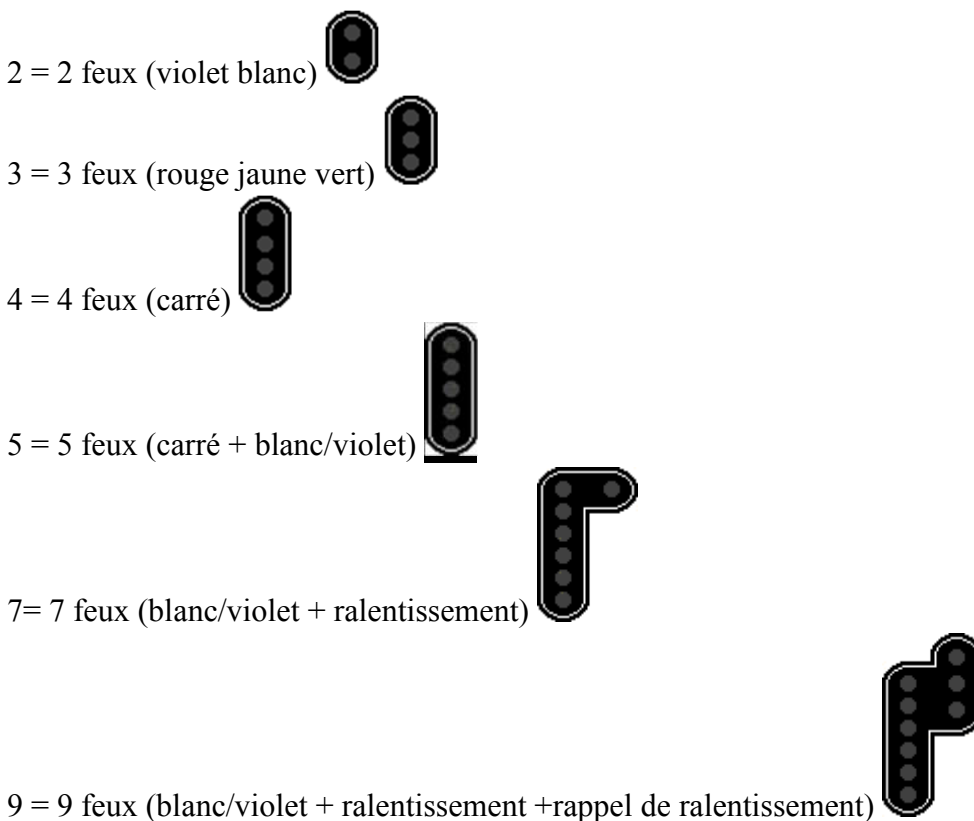 2 = 2 feux (violet blanc)
3 = 3 feux (rouge jaune vert)
4 = 4 feux (carré)
5 = 5 feux (carré + blanc/violet)
7= 7 feux (blanc/violet + ralentissement)
9 = 9 feux (blanc/violet + ralentissement +rappel de ralentissement)